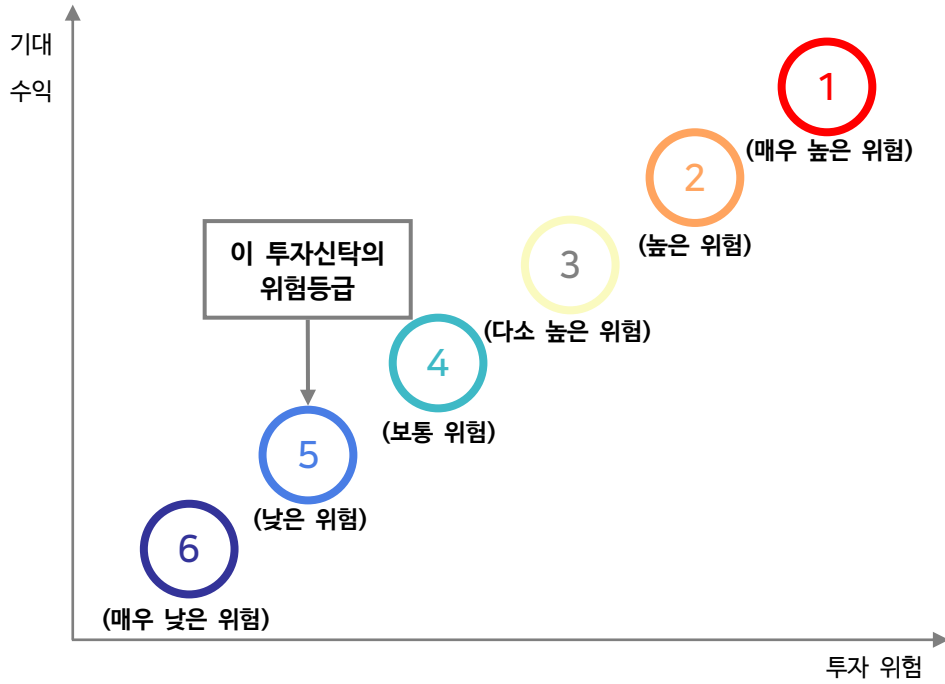 기대
수익
1
(매우 높은 위험)
2
(높은 위험)
이 투자신탁의
위험등급
3
(다소 높은 위험)
4
(보통 위험)
5
(낮은 위험)
6
(매우 낮은 위험)
투자 위험